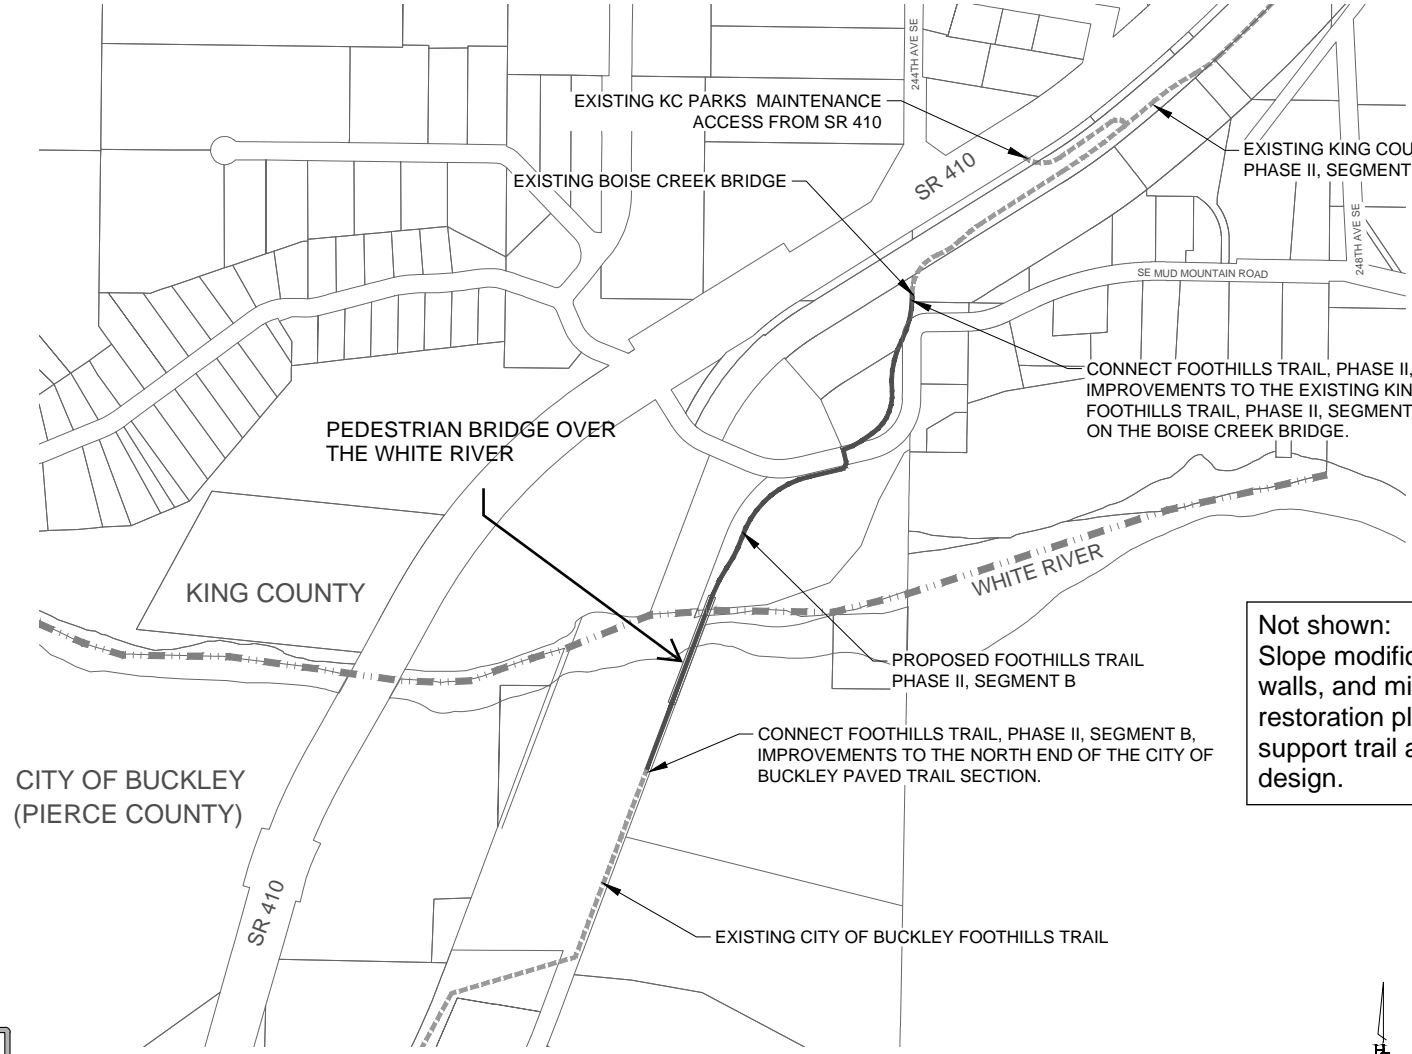 244TH AVE SE
EXISTING KC PARKS MAINTENANCE
ACCESS FROM SR 410
EXISTING KING COU
PHASE II, SEGMENT
EXISTING BOISE CREEK BRIDGE
SR 410
248TH AVE SE
SE MUD MOUNTAIN ROAD
CONNECT FOOTHILLS TRAIL, PHASE II,
IMPROVEMENTS TO THE EXISTING KIN
FOOTHILLS TRAIL, PHASE II, SEGMENT
ON THE BOISE CREEK BRIDGE.
PEDESTRIAN BRIDGE OVER
THE WHITE RIVER
KING COUNTY
WHITE RIVER
Not shown:
Slope modific
walls, and mi
restoration pl
support trail a
design.
PROPOSED FOOTHILLS TRAIL
PHASE II, SEGMENT B
CONNECT FOOTHILLS TRAIL, PHASE II, SEGMENT B,
IMPROVEMENTS TO THE NORTH END OF THE CITY OF
BUCKLEY PAVED TRAIL SECTION.
CITY OF BUCKLEY
(PIERCE COUNTY)
SR 410
EXISTING CITY OF BUCKLEY FOOTHILLS TRAIL